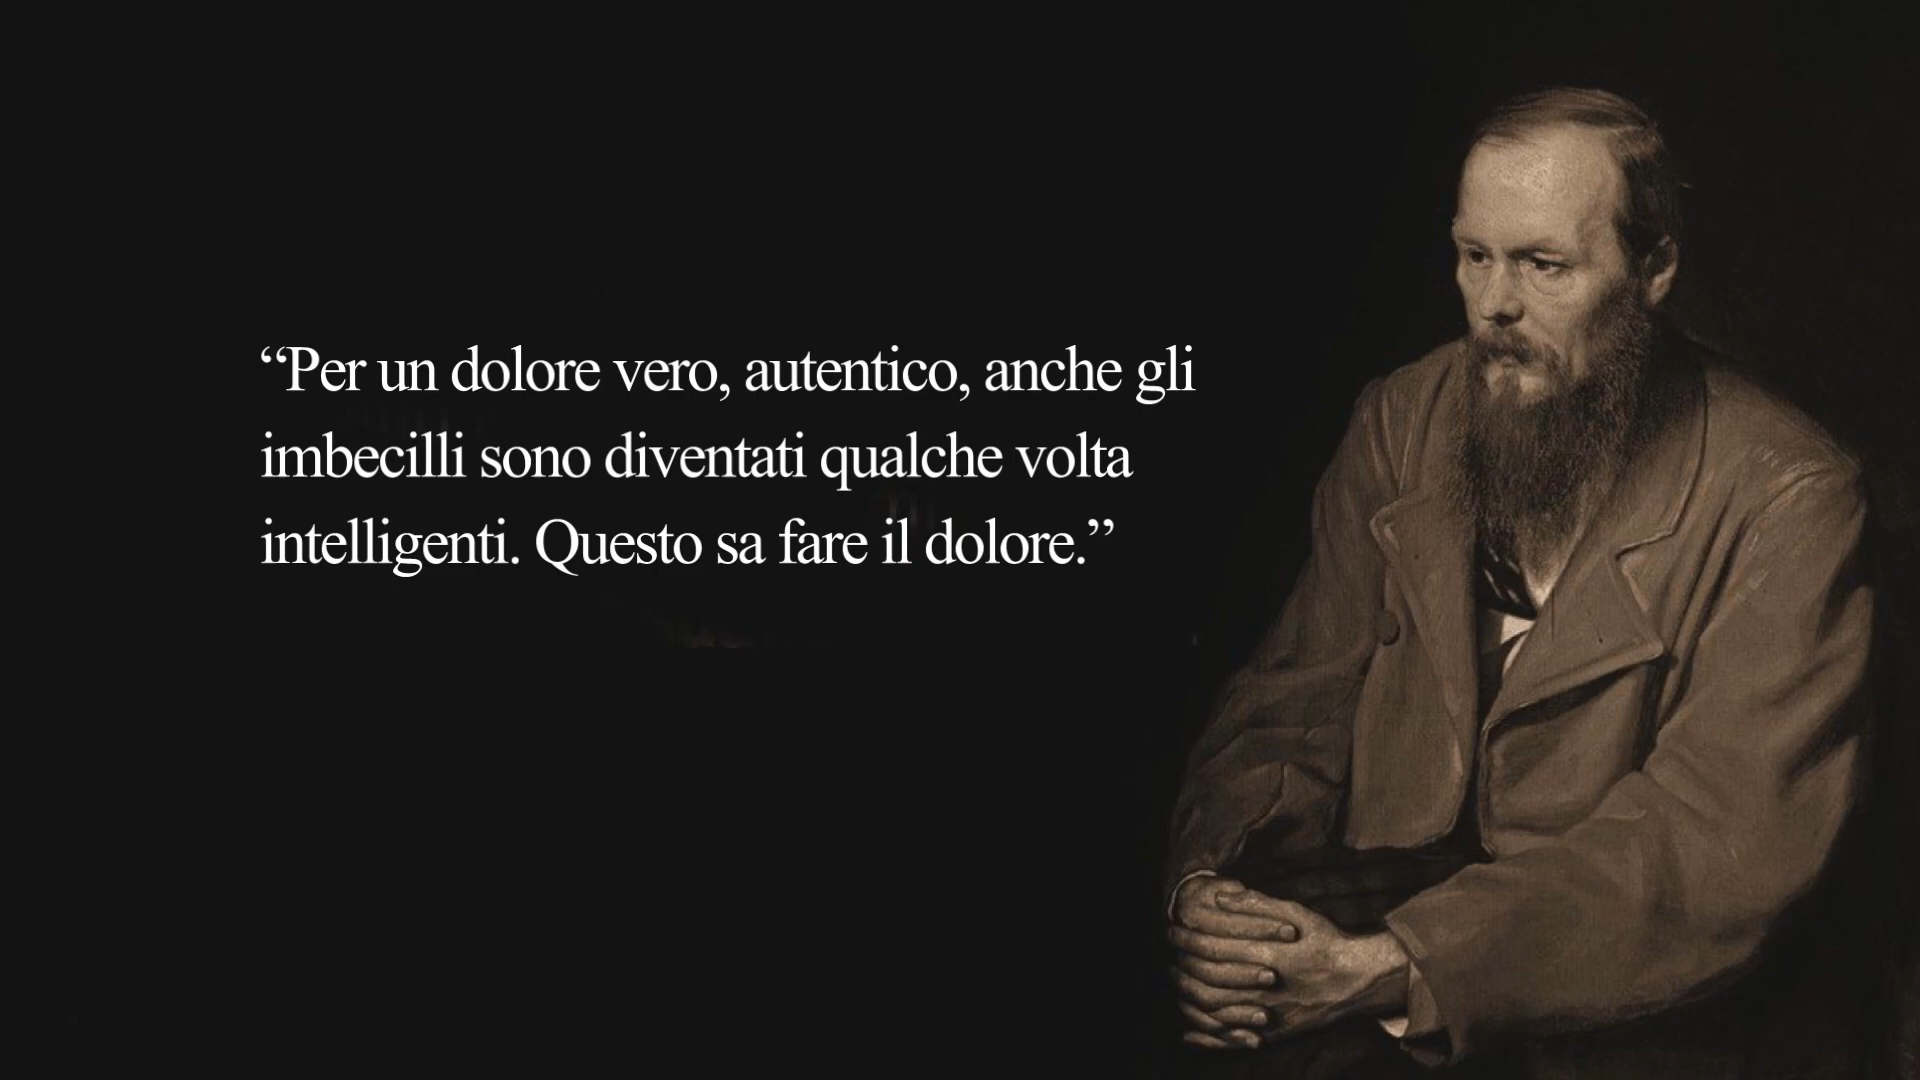 “Per un dolore vero, autentico, anche gli
imbecilli sono diventati qualche volta
intelligenti. Questo sa fare il dolore.”